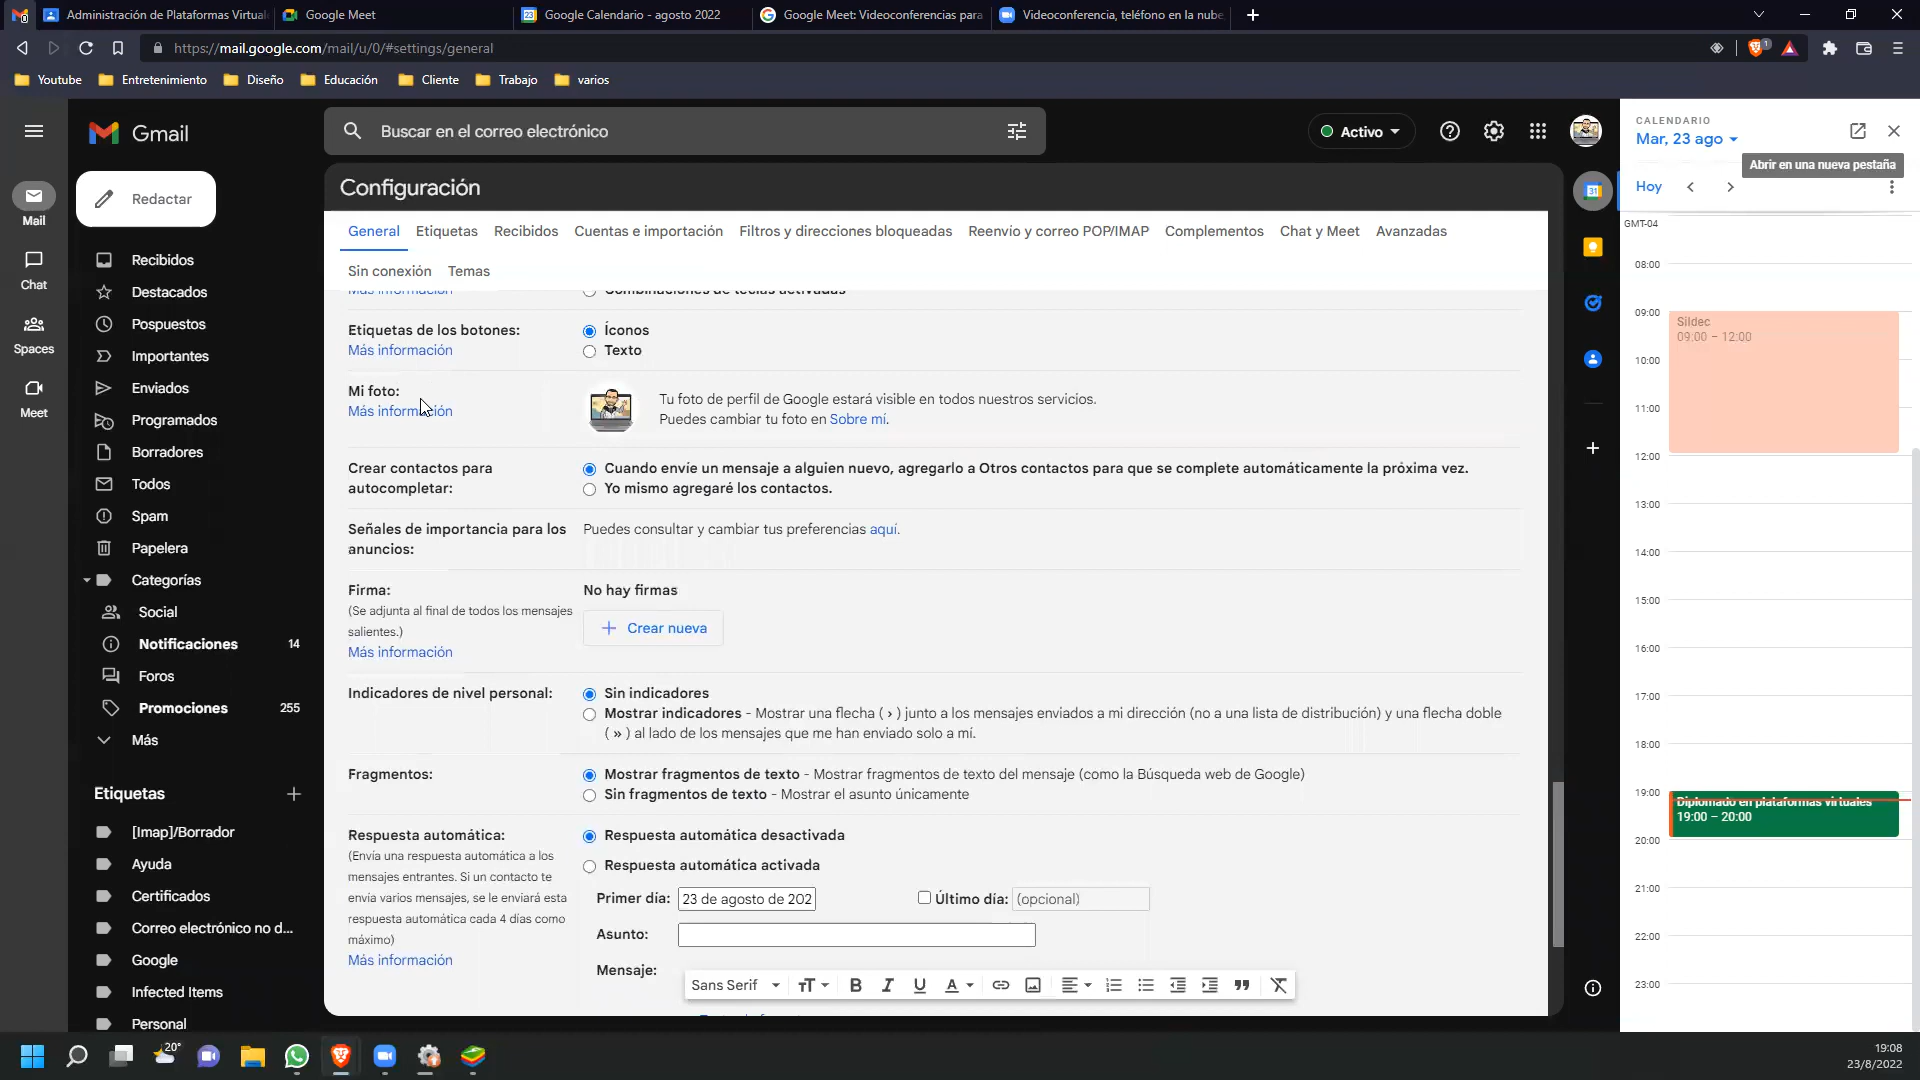 Administración de Plataformas Virtual
Google Meet
Google Calendario - agosto 2022
Google Meet: Videoconferencias para
Videoconferencia, teléfono en la nube,
https://mail.google.com/mail/u/0/#settings/general
1
Youtube
Entretenimiento
Diseño
Educación
Cliente
Trabajo
varios
Gmail
Buscar en el correo electrónico
Activo
CALENDARIO
Mar, 23 ago
Abrir en una nueva pestaña
Hoy
Redactar
Mail
Chat
Spaces
Meet
Recibidos
Destacados
Pospuestos
Importantes
Enviados
Programados
Borradores
Todos
Spam
Papelera
Categorías
Social
Notificaciones 14
Foros
Promociones 255
Más
Etiquetas
[Imap]/Borrador
Ayuda
Certificados
Correo electrónico no d...
Google
Infected Items
Personal
Configuración
General Etiquetas Recibidos Cuentas e importación Filtros y direcciones bloqueadas Reenvío y correo POP/IMAP Complementos Chat y Meet Avanzadas
Sin conexión Temas
Más información
Combinaciones de teclas activadas
Etiquetas de los botones:
Más información
Íconos
Texto
Mi foto:
Más información
Tu foto de perfil de Google estará visible en todos nuestros servicios.
Puedes cambiar tu foto en Sobre mí.
Crear contactos para
autocompletar:
Cuando envíe un mensaje a alguien nuevo, agregarlo a Otros contactos para que se complete automáticamente la próxima vez.
Yo mismo agregaré los contactos.
Señales de importancia para los
anuncios:
Puedes consultar y cambiar tus preferencias aquí.
Firma:
(Se adjunta al final de todos los mensajes
salientes.)
Más información
No hay firmas
Crear nueva
Indicadores de nivel personal:
Sin indicadores
Mostrar indicadores - Mostrar una flecha ( › ) junto a los mensajes enviados a mi dirección (no a una lista de distribución) y una flecha doble
( » ) al lado de los mensajes que me han enviado solo a mí.
Fragmentos:
Mostrar fragmentos de texto - Mostrar fragmentos de texto del mensaje (como la Búsqueda web de Google)
Sin fragmentos de texto - Mostrar el asunto únicamente
Respuesta automática:
(Envía una respuesta automática a los
mensajes entrantes. Si un contacto te
envía varios mensajes, se le enviará esta
respuesta automática cada 4 días como
máximo)
Más información
Respuesta automática desactivada
Respuesta automática activada
Primer día: 23 de agosto de 202
Último día: (opcional)
Asunto:
Mensaje:
Sans Serif
GMT-04
08:00
09:00
10:00
11:00
12:00
13:00
14:00
15:00
16:00
17:00
18:00
19:00
20:00
21:00
22:00
23:00
Sildec
09:00 – 12:00
Diplomado en plataformas virtuales
19:00 – 20:00
31
20°
19:08
23/8/2022